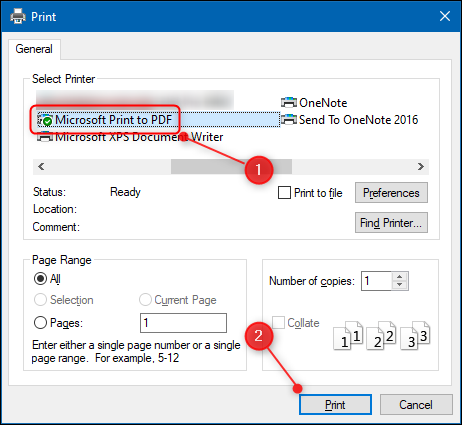 Print
General
Select Printer
OneNote
Microsoft Print to PDF
Send To OneNote 2016
Microsoft XPS Document Writer
1
Status: Ready
Print to file
Preferences
Location:
Comment:
Find Printer...
Page Range
All
Selection
Current Page
Pages: 1
Enter either a single page number or a single
page range. For example, 5-12
Number of copies: 1
Collate
1 1 2 2 3 3
2
Print
Cancel